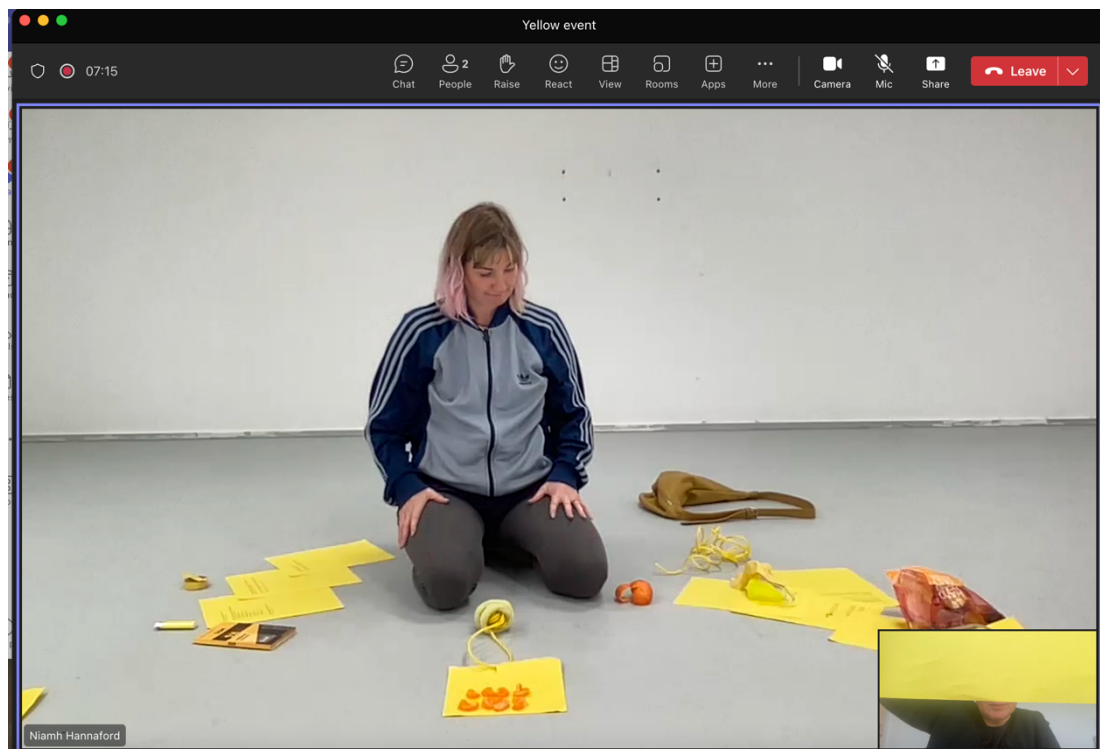 Yellow event
07:15
Chat
People 2
Raise
React
View
Rooms
Apps
More
Camera
Mic
Share
Leave
Niamh Hannaford